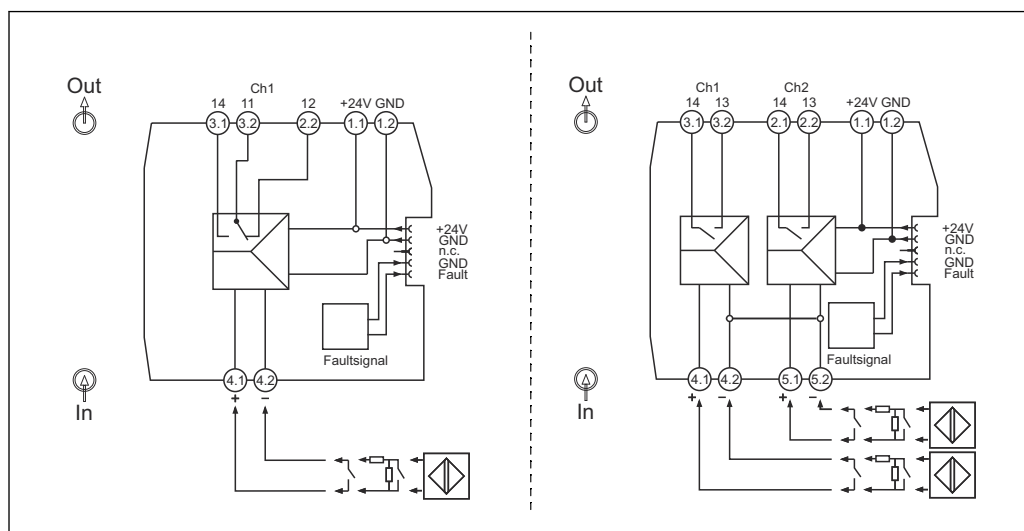 Out
Ch1
14 11 12 +24V GND
3.1 3.2 2.2 1.1 1.2
+24V
GND
n.c.
GND
Fault
Faultsignal
4.1 4.2
+ –
In
Out
Ch1 Ch2
14 13 14 13 +24V GND
3.1 3.2 2.1 2.2 1.1 1.2
+24V
GND
n.c.
GND
Fault
Faultsignal
4.1 4.2 5.1 5.2
+ – + –
In